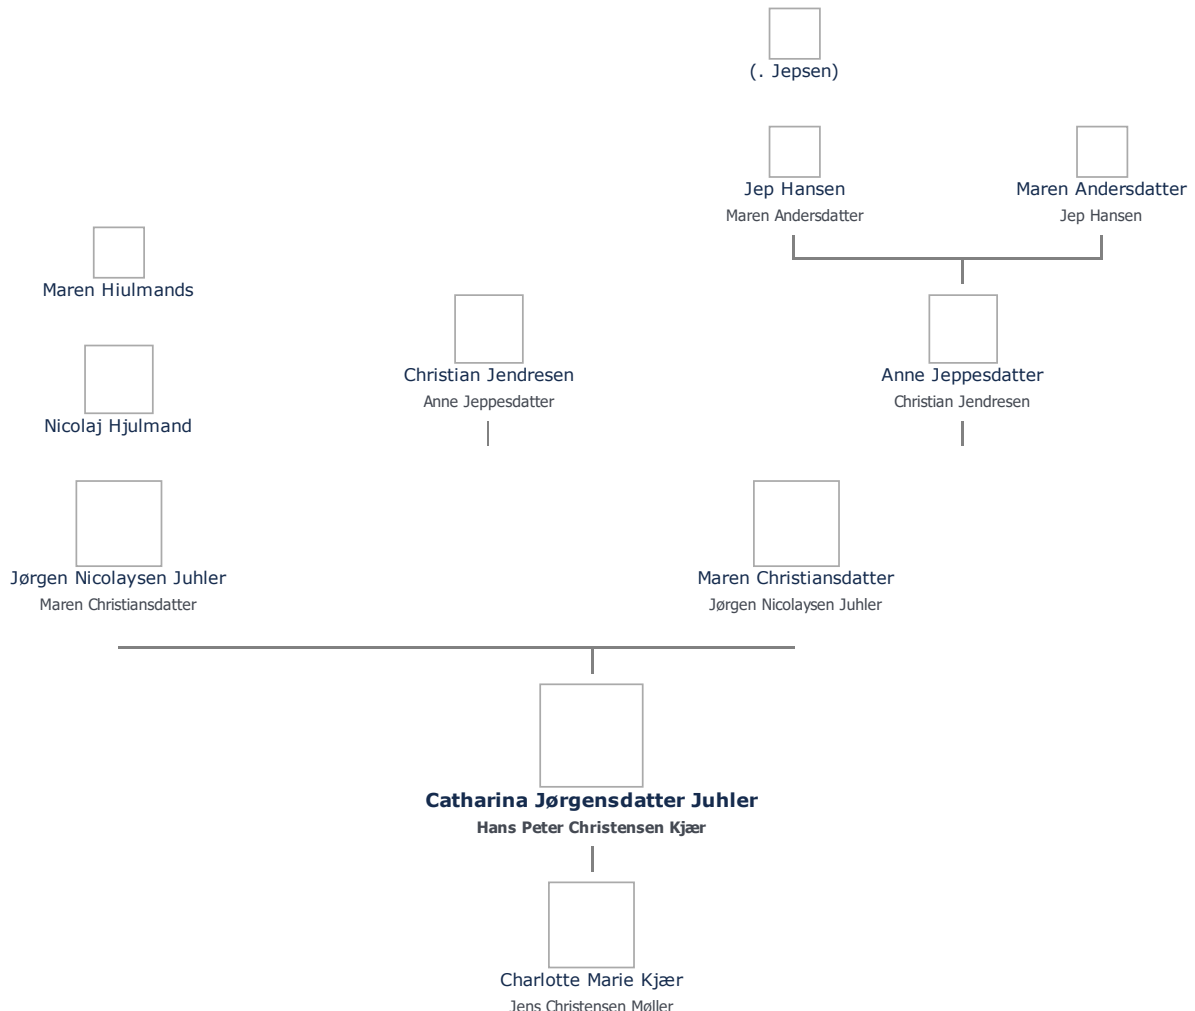 (. Jepsen)
Jep Hansen
Maren Andersdatter
Maren Andersdatter
Jep Hansen
Maren Hiulmands
Nicolaj Hjulmand
Christian Jendresen
Anne Jeppesdatter
Anne Jeppesdatter
Christian Jendresen
Jørgen Nicolaysen Juhler
Maren Christiansdatter
Maren Christiansdatter
Jørgen Nicolaysen Juhler
Catharina Jørgensdatter Juhler
Hans Peter Christensen Kjær
Charlotte Marie Kjær
Jens Christensen Møller